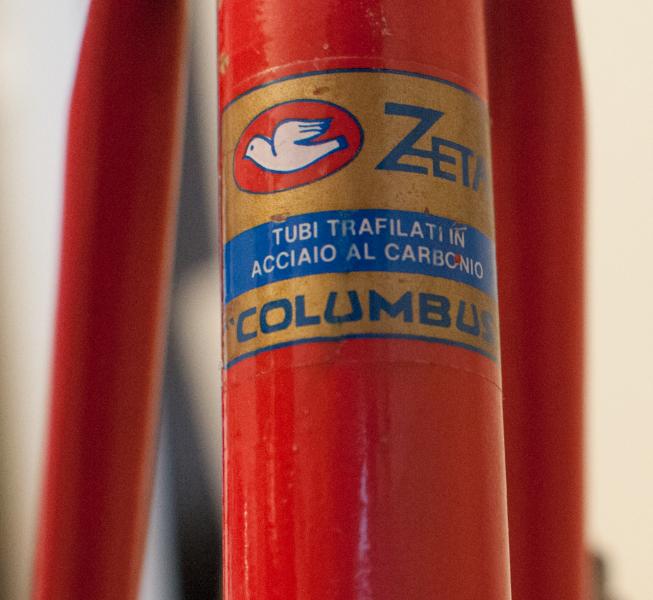 ZETA
TUBI TRAFILATI IN
ACCIAIO AL CARBONIO
COLUMBUS